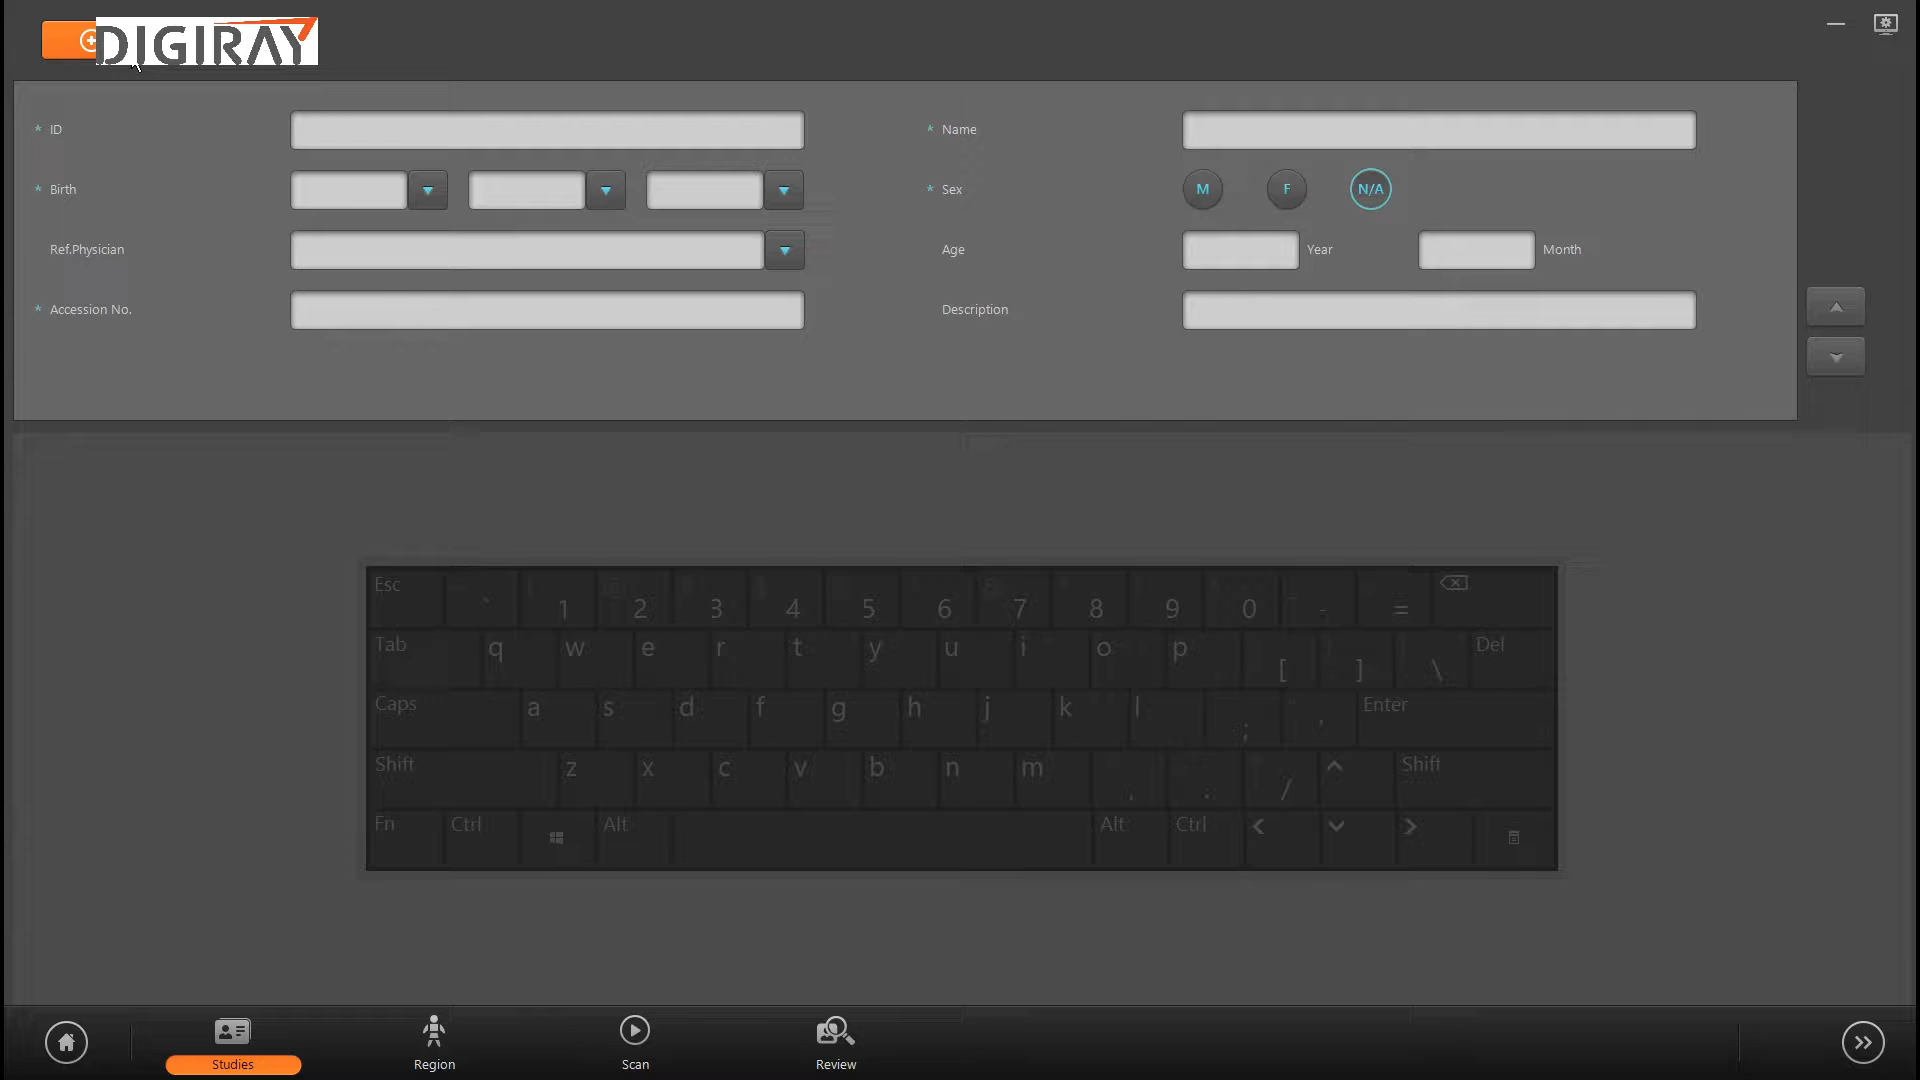 DIGIRAY
* ID
* Name
* Birth
* Sex
M
F
N/A
Ref.Physician
Age
Year
Month
* Accession No.
Description
Esc ` 1 2 3 4 5 6 7 8 9 0 - =
Tab q w e r t y u i o p [ ] \ Del
Caps a s d f g h j k l ; ' Enter
Shift z x c v b n m , . / Shift
Fn Ctrl Alt Alt Ctrl
Studies
Region
Scan
Review